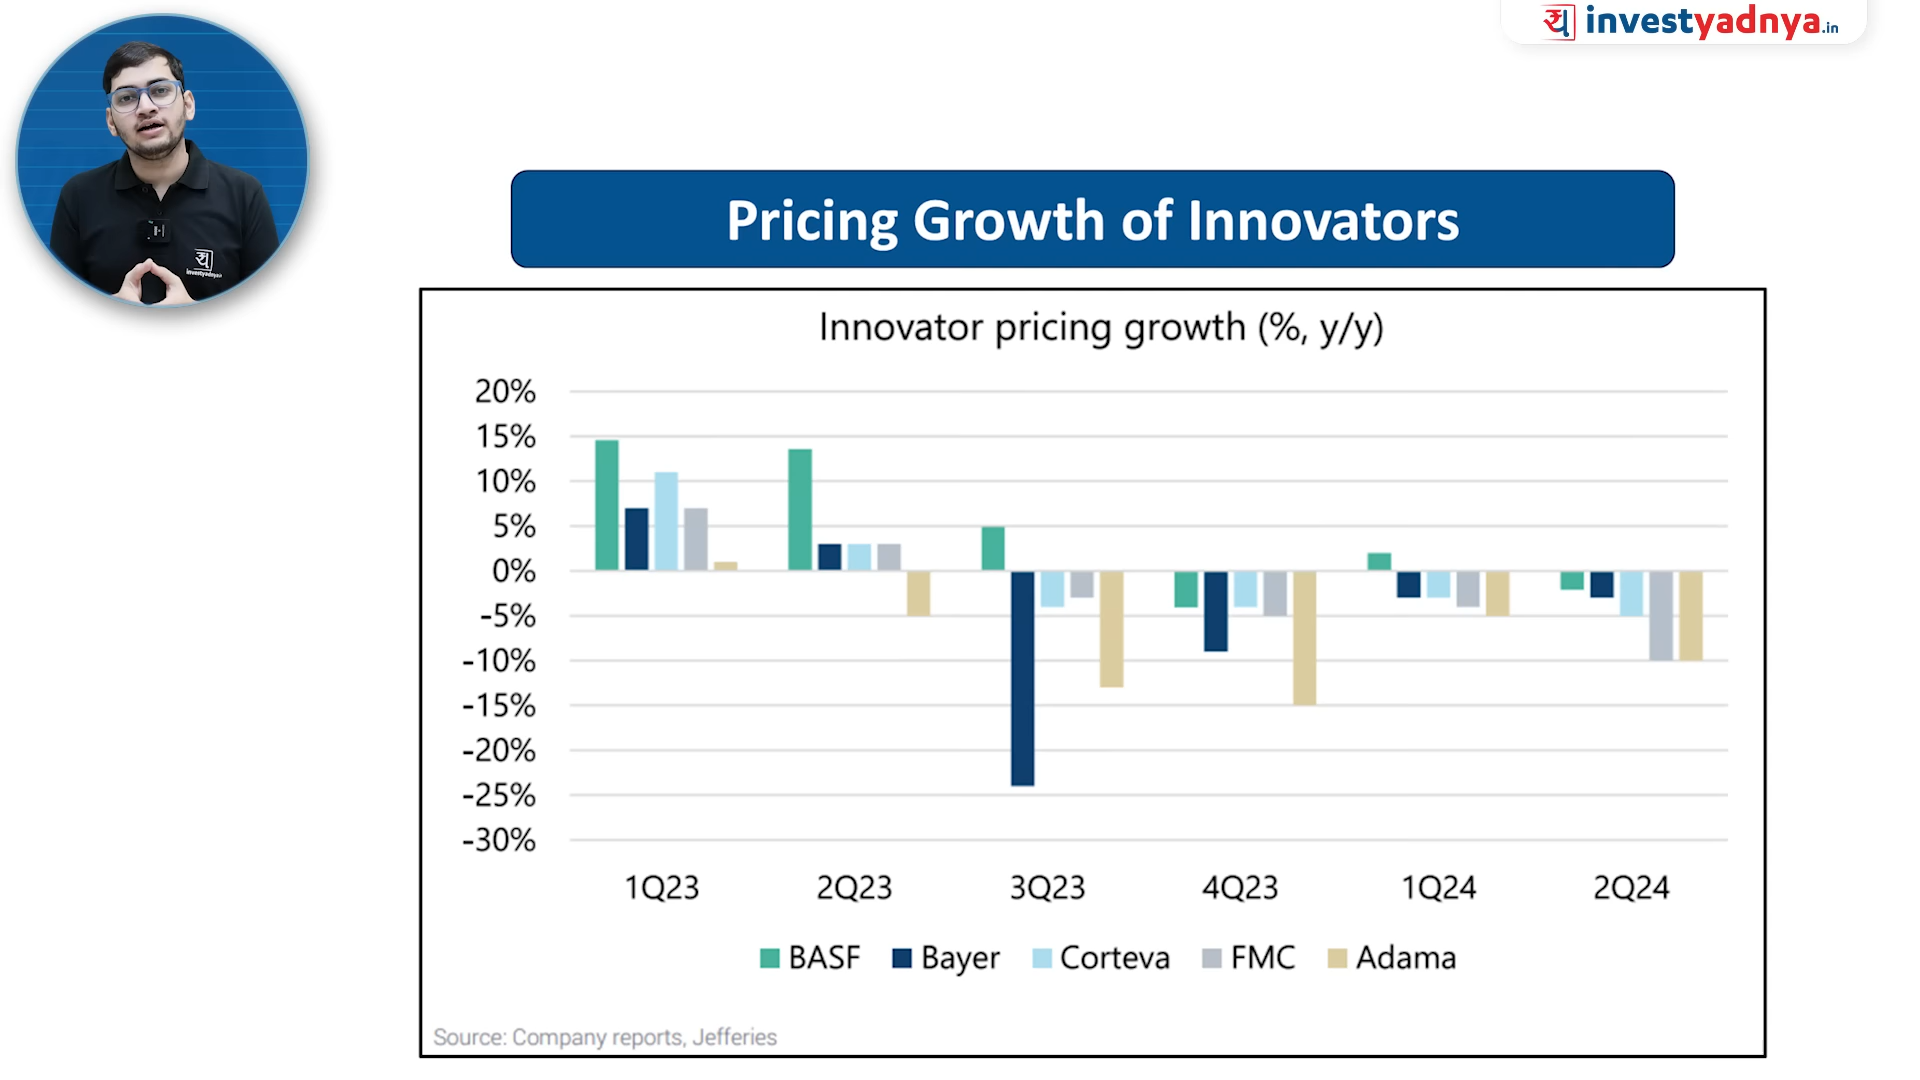 investyadnya.in
investyadnya
Pricing Growth of Innovators
Innovator pricing growth (%, y/y)
20%
15%
10%
5%
0%
-5%
-10%
-15%
-20%
-25%
-30%
1Q23 2Q23 3Q23 4Q23 1Q24 2Q24
BASF Bayer Corteva FMC Adama
Source: Company reports, Jefferies